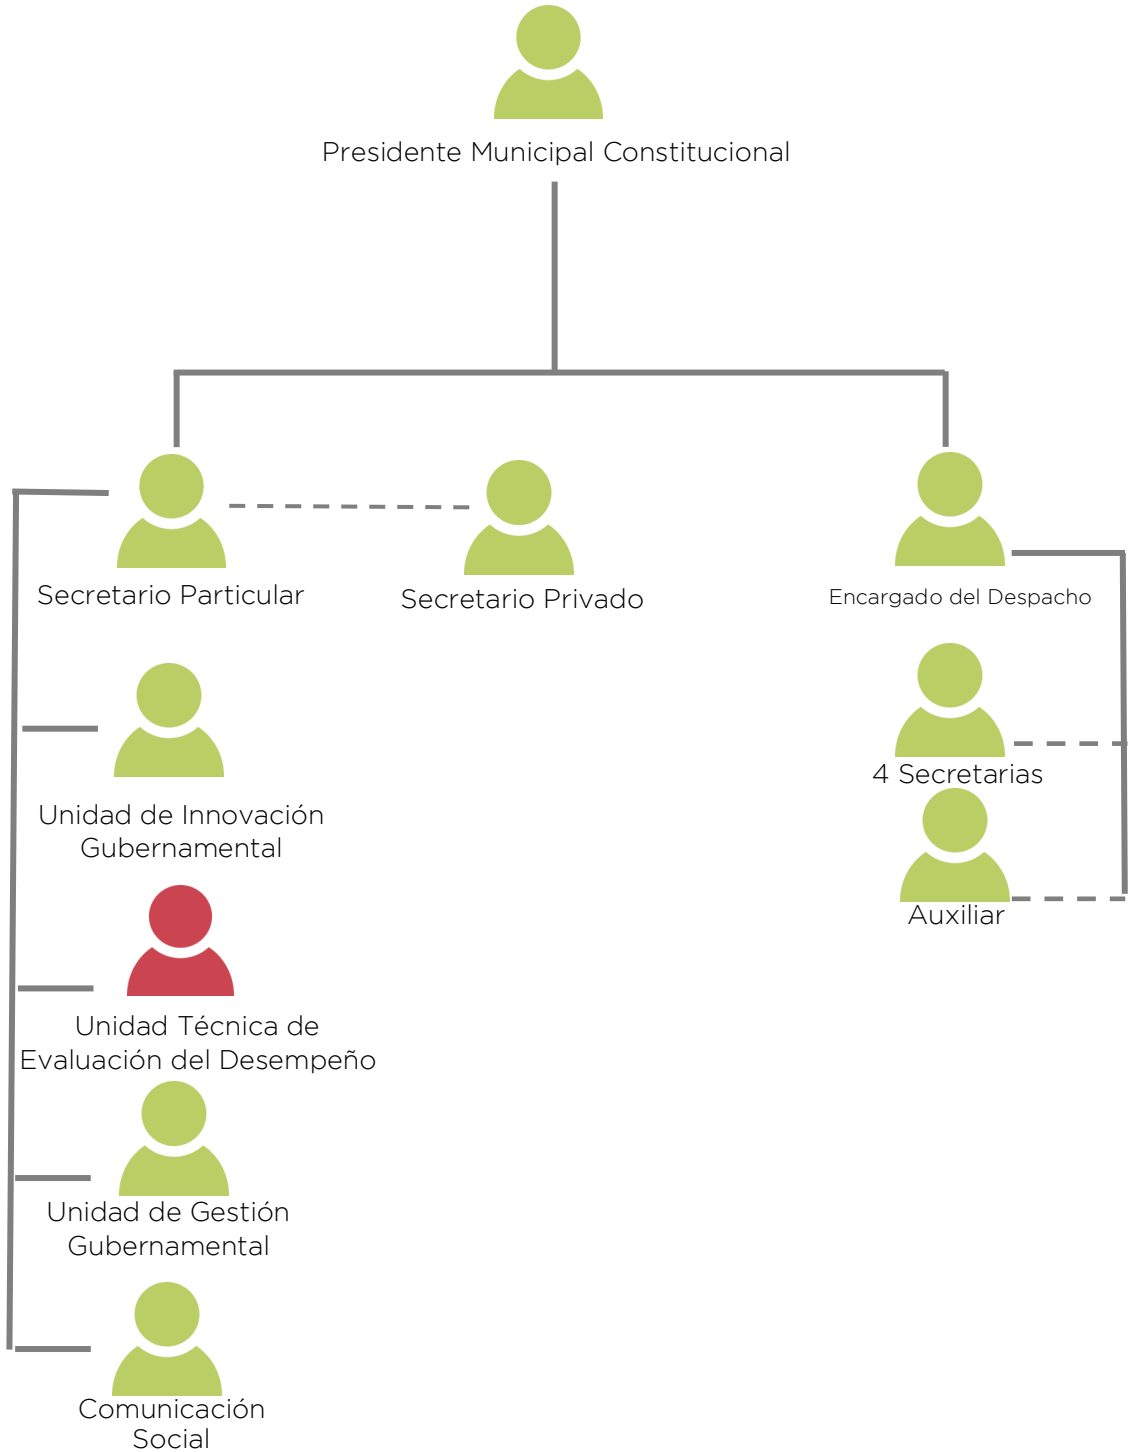 Presidente Municipal Constitucional
Secretario Particular
Secretario Privado
Encargado del Despacho
4 Secretarias
Auxiliar
Unidad de Innovación
Gubernamental
Unidad Técnica de
Evaluación del Desempeño
Unidad de Gestión
Gubernamental
Comunicación
Social